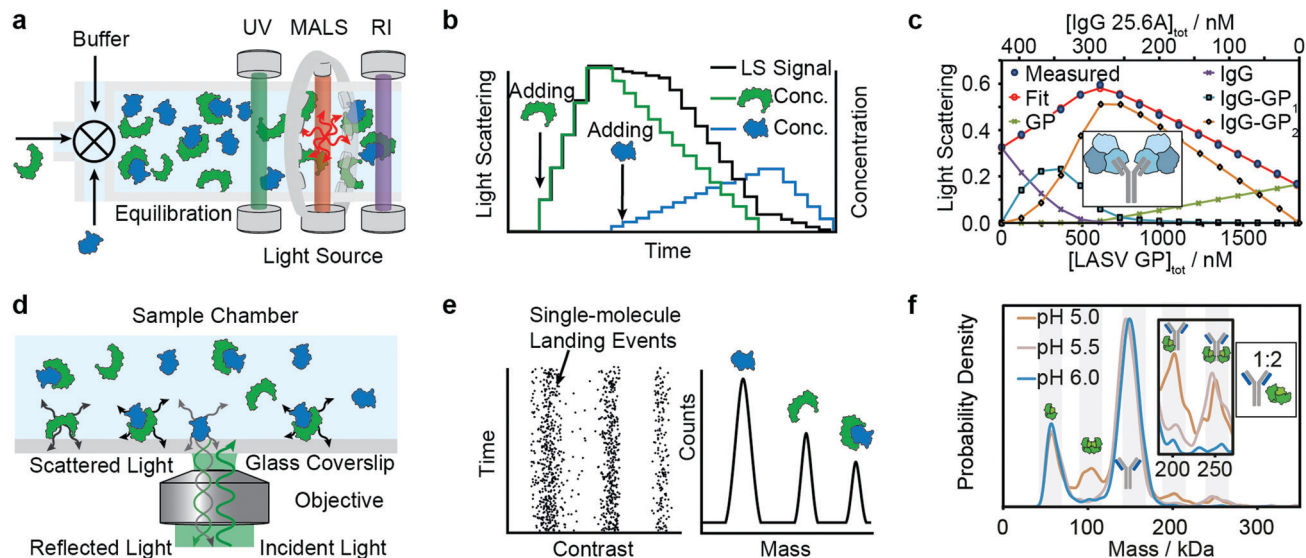 a
UV MALS RI
Buffer
Equilibration
Light Source
b
Light Scattering
Adding
Adding
LS Signal
Conc.
Conc.
Concentration
Time
c
[IgG 25.6A]tot / nM
400 300 200 100 0
Light Scattering
0.6
0.4
0.2
0.0
Measured
Fit
GP
IgG
IgG-GP1
IgG-GP2
0 500 1000 1500
[LASV GP]tot / nM
d
Sample Chamber
Scattered Light
Glass Coverslip
Objective
Reflected Light
Incident Light
e
Single-molecule
Landing Events
Time
Contrast
Counts
Mass
f
Probability Density
pH 5.0
pH 5.5
pH 6.0
200 250
1:2
0 100 200 300
Mass / kDa